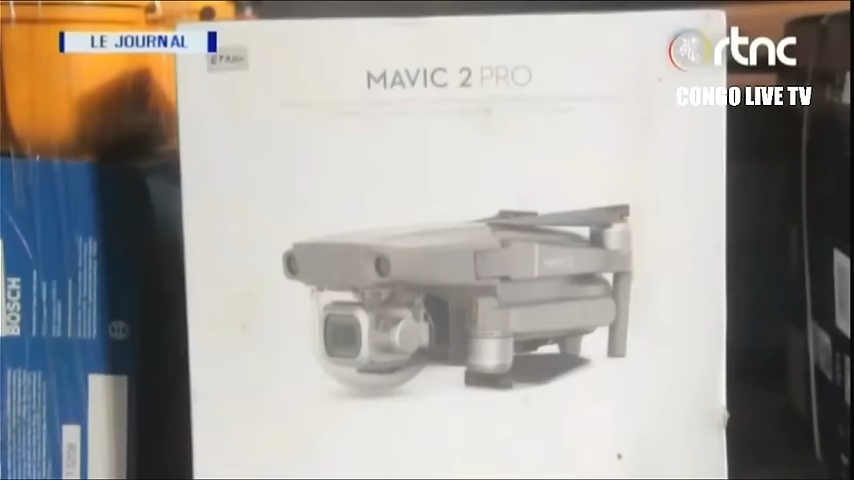 LE JOURNAL
rtnc
CONGO LIVE TV
MAVIC 2 PRO
BOSCH